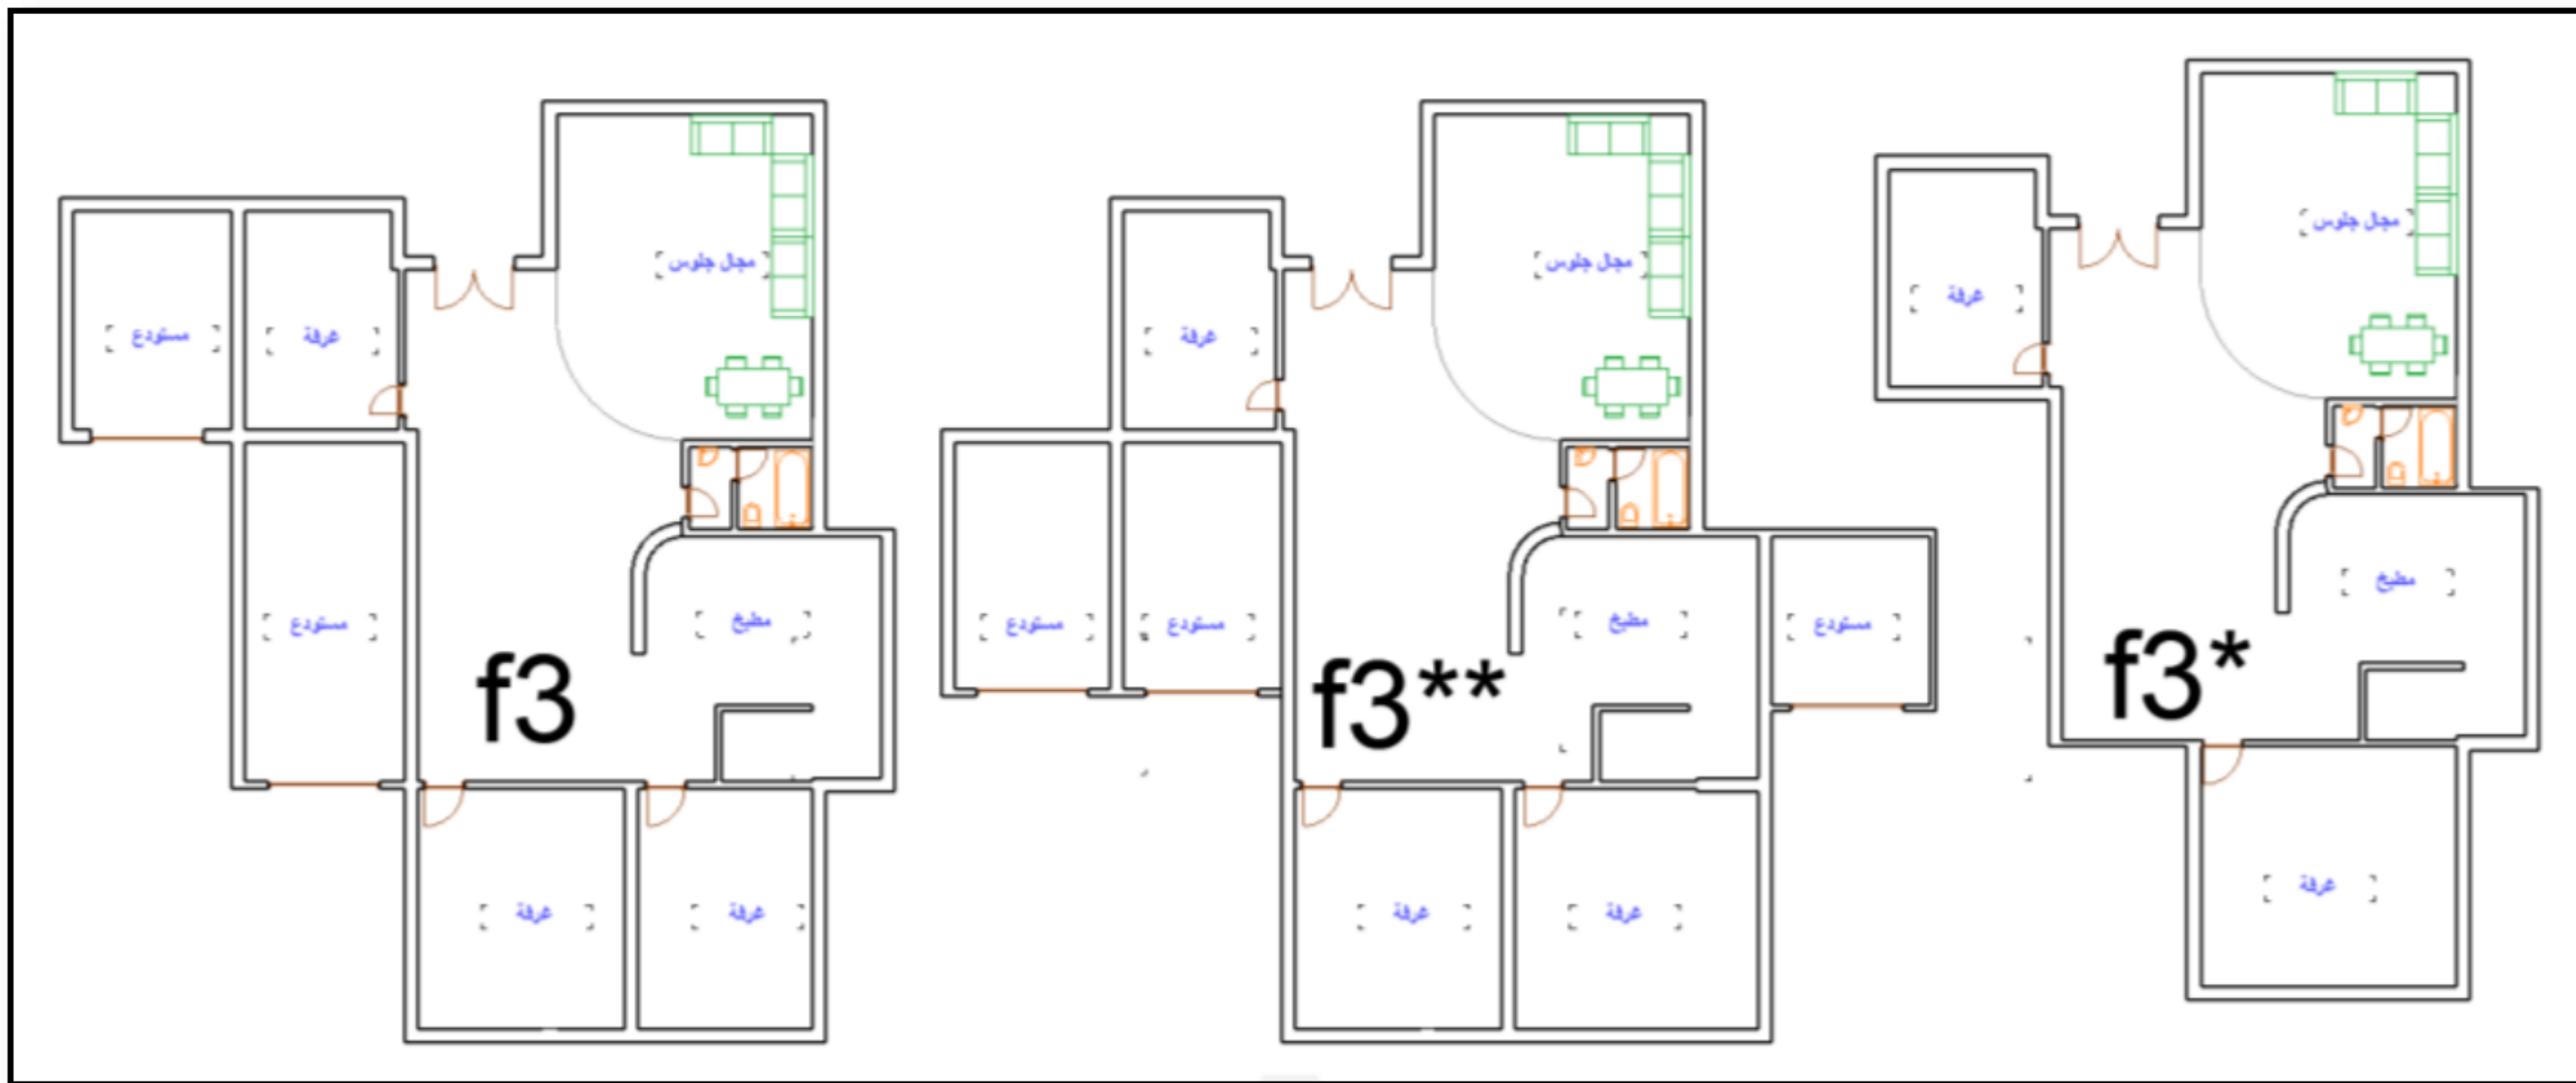 مجال جلوس
مستودع
غرفة
مستودع
مطبخ
f3
غرفة
غرفة
مجال جلوس
غرفة
مستودع
مستودع
مطبخ
مستودع
f3**
غرفة
غرفة
مجال جلوس
غرفة
مطبخ
f3*
غرفة